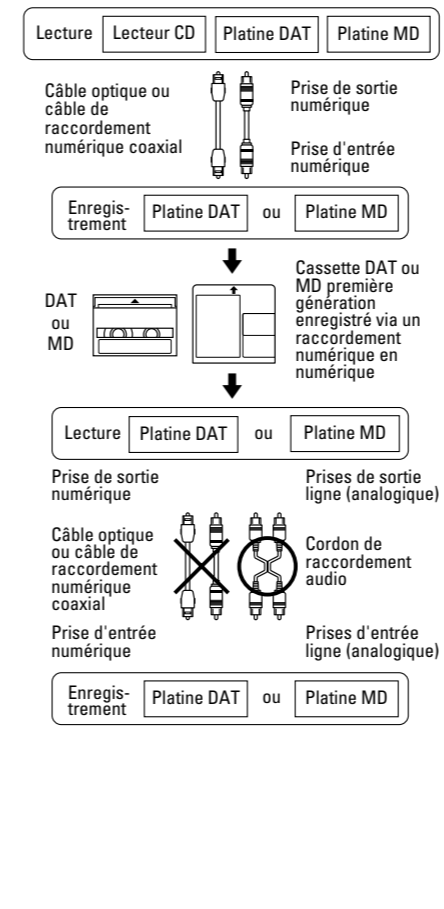 Lecture Lecteur CD Platine DAT Platine MD
Câble optique ou
câble de
raccordement
numérique coaxial
Prise de sortie
numérique
Prise d'entrée
numérique
Enregis-
trement Platine DAT ou Platine MD
DAT
ou
MD
Cassette DAT ou
MD première
génération
enregistré via un
raccordement
numérique en
numérique
Lecture Platine DAT ou Platine MD
Prise de sortie
numérique
Prises de sortie
ligne (analogique)
Câble optique
ou câble de
raccordement
numérique
coaxial
Cordon de
raccordement
audio
Prise d'entrée
numérique
Prises d'entrée
ligne (analogique)
Enregis-
trement Platine DAT ou Platine MD